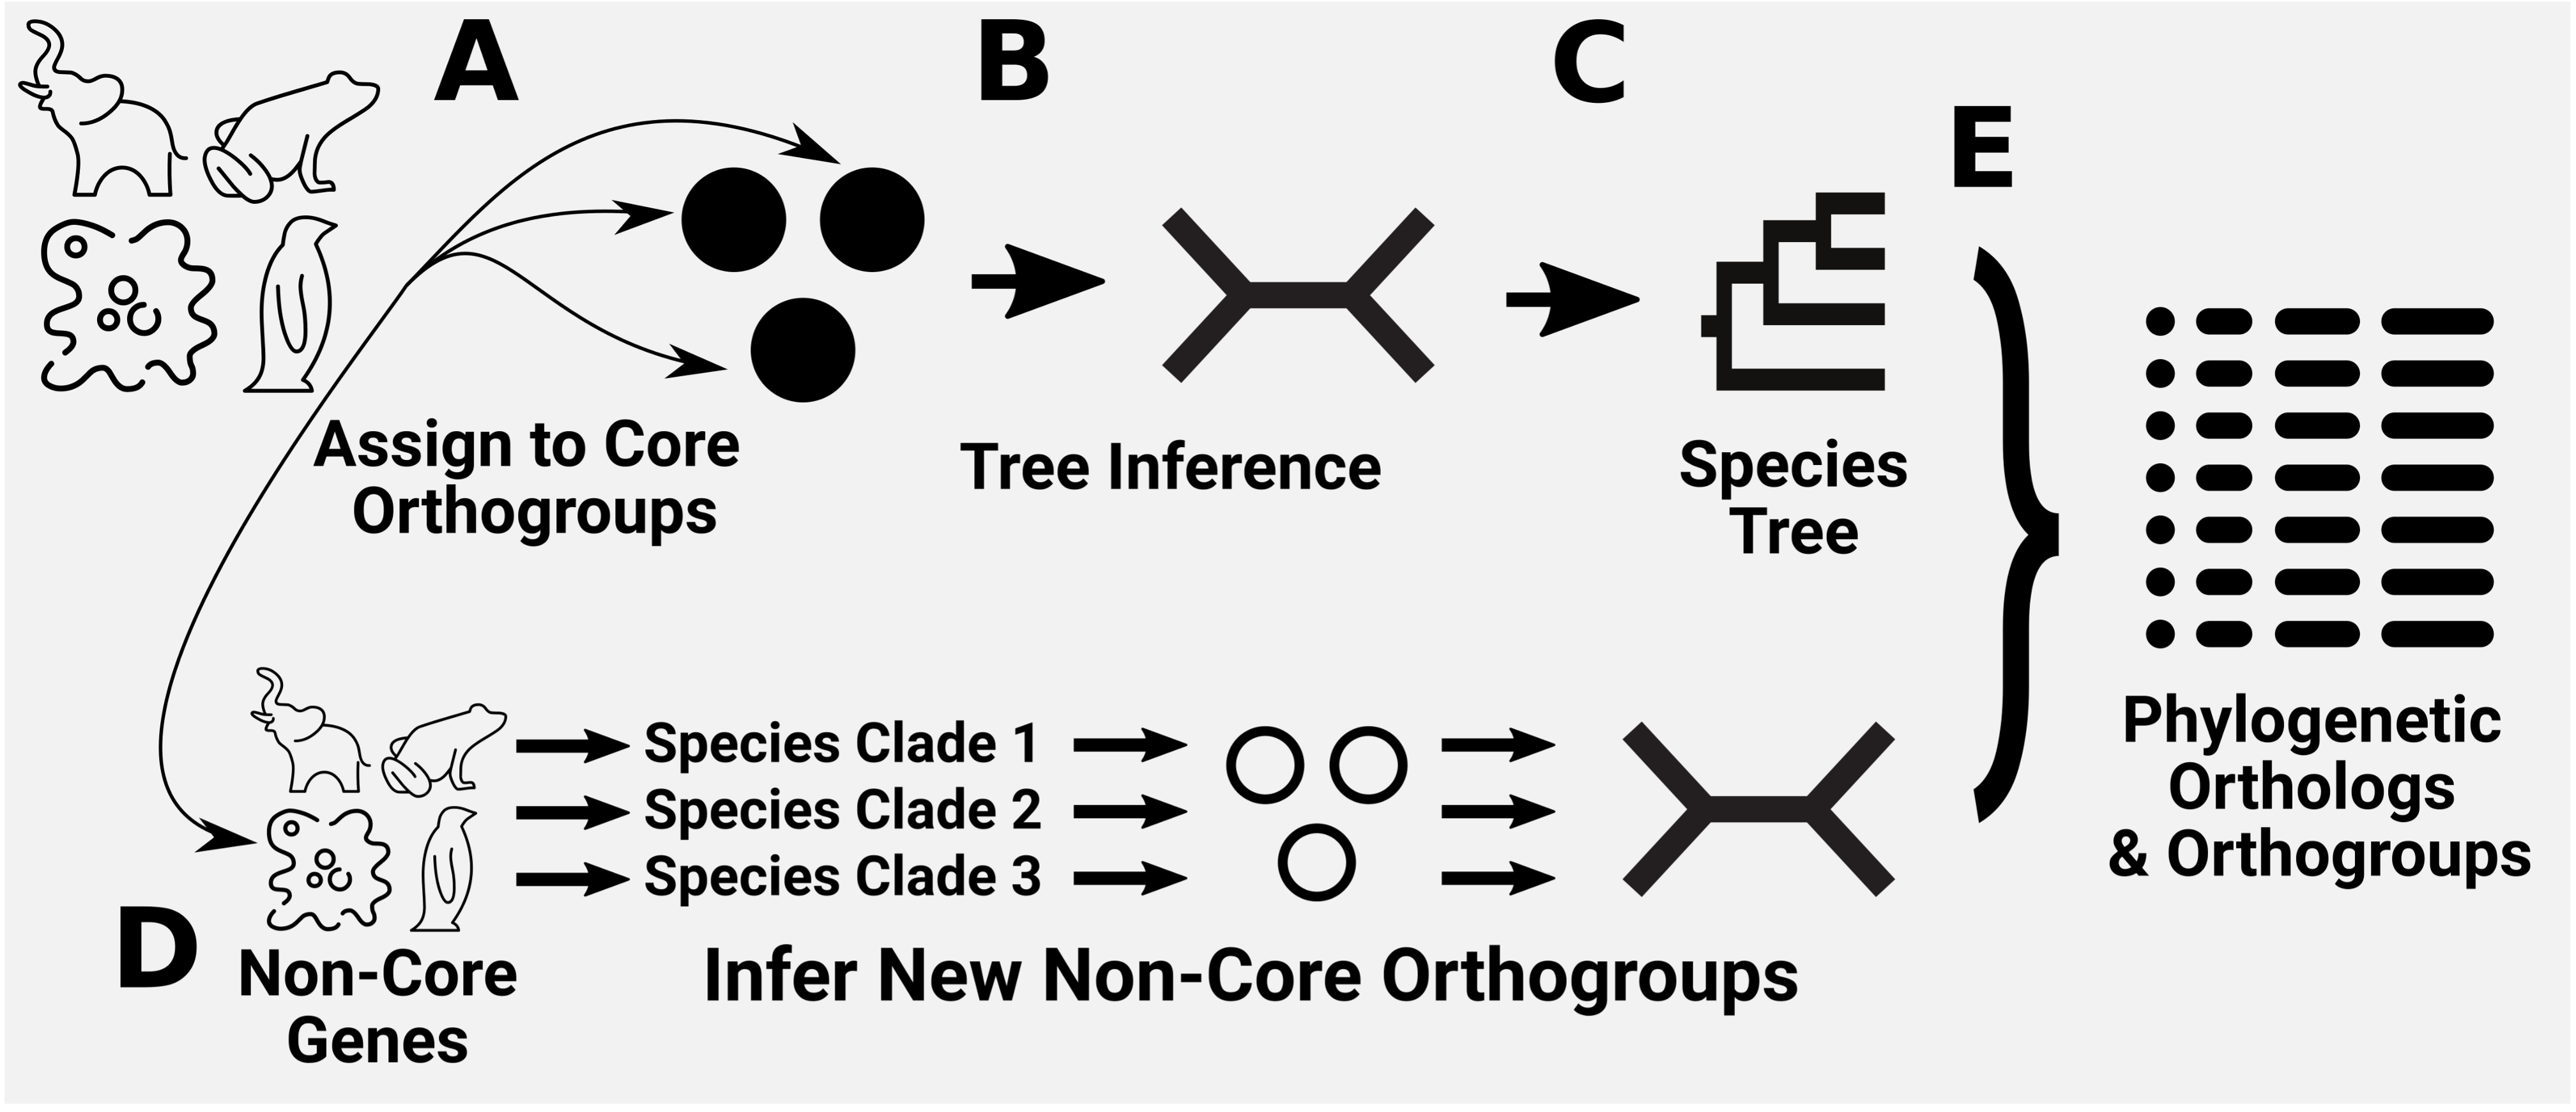 A
B
C
E
Assign to Core
Orthogroups
Tree Inference
Species
Tree
Species Clade 1
Species Clade 2
Species Clade 3
D
Non-Core
Genes
Infer New Non-Core Orthogroups
Phylogenetic
Orthologs
& Orthogroups